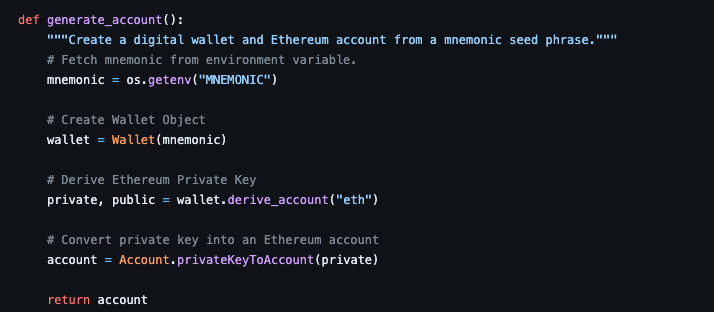 def generate_account():
    """Create a digital wallet and Ethereum account from a mnemonic seed phrase."""
    # Fetch mnemonic from environment variable.
    mnemonic = os.getenv("MNEMONIC")

    # Create Wallet Object
    wallet = Wallet(mnemonic)

    # Derive Ethereum Private Key
    private, public = wallet.derive_account("eth")

    # Convert private key into an Ethereum account
    account = Account.privateKeyToAccount(private)

    return account